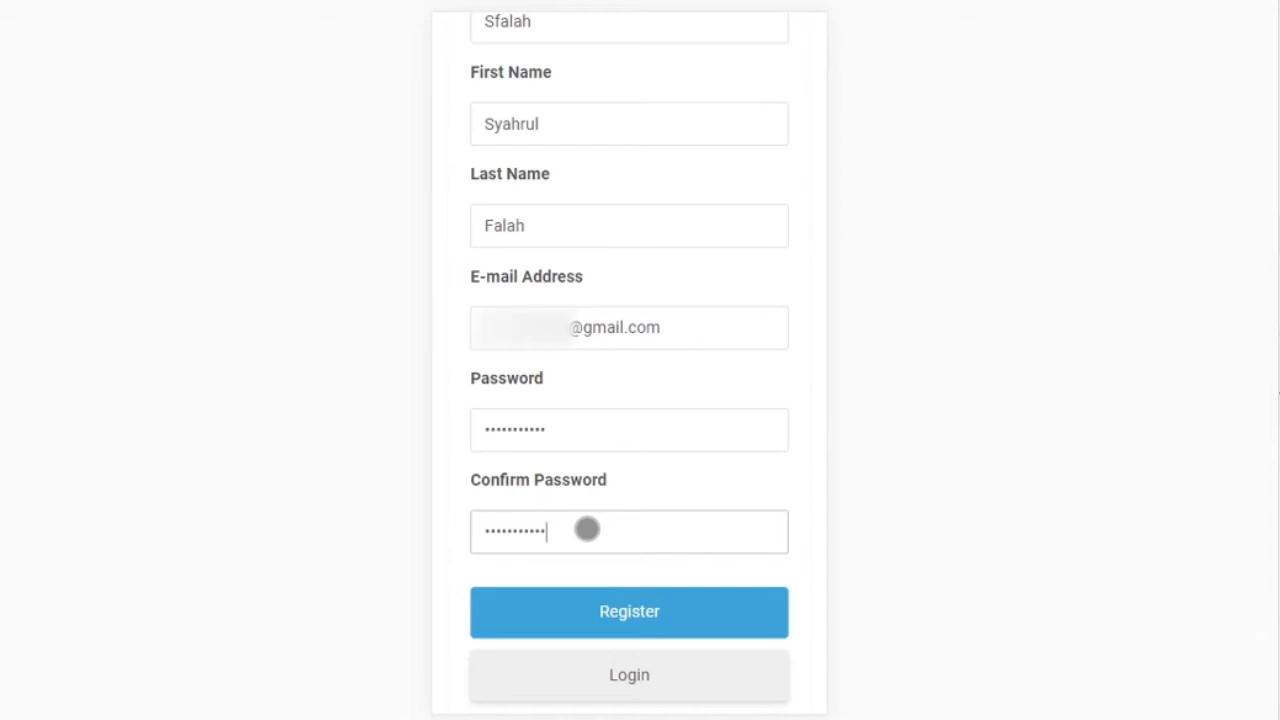 Sfalah
First Name
Syahrul
Last Name
Falah
E-mail Address
@gmail.com
Password
•••••••••••
Confirm Password
•••••••••••
Register
Login